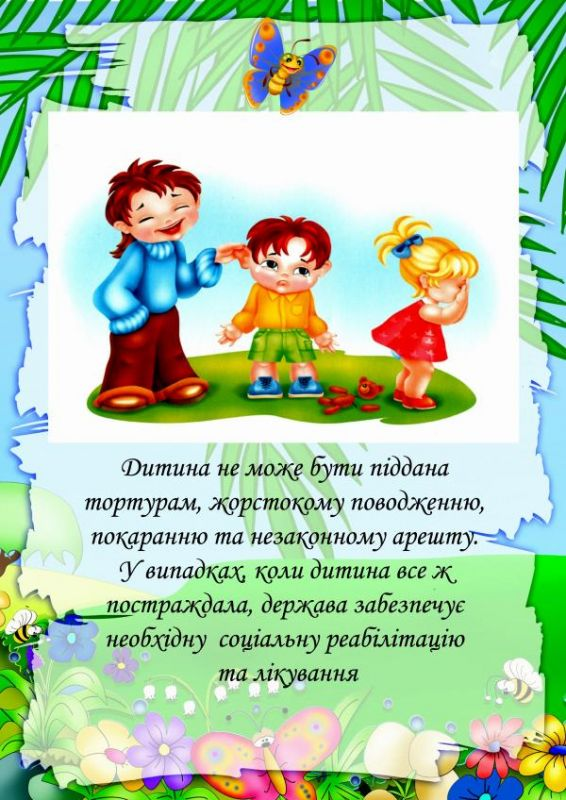 Дитина не може бути піддана
тортурам, жорстокому поводженню,
покаранню та незаконному арешту.
У випадках, коли дитина все ж
постраждала, держава забезпечує
необхідну соціальну реабілітацію
та лікування